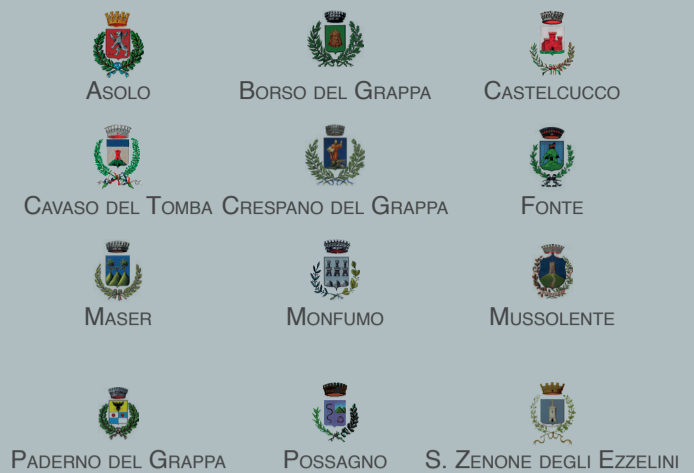 Asolo Borso del Grappa Castelcucco
Cavaso del Tomba Crespano del Grappa Fonte
Maser Monfumo Mussolente
Paderno del Grappa Possagno S. Zenone degli Ezzelini